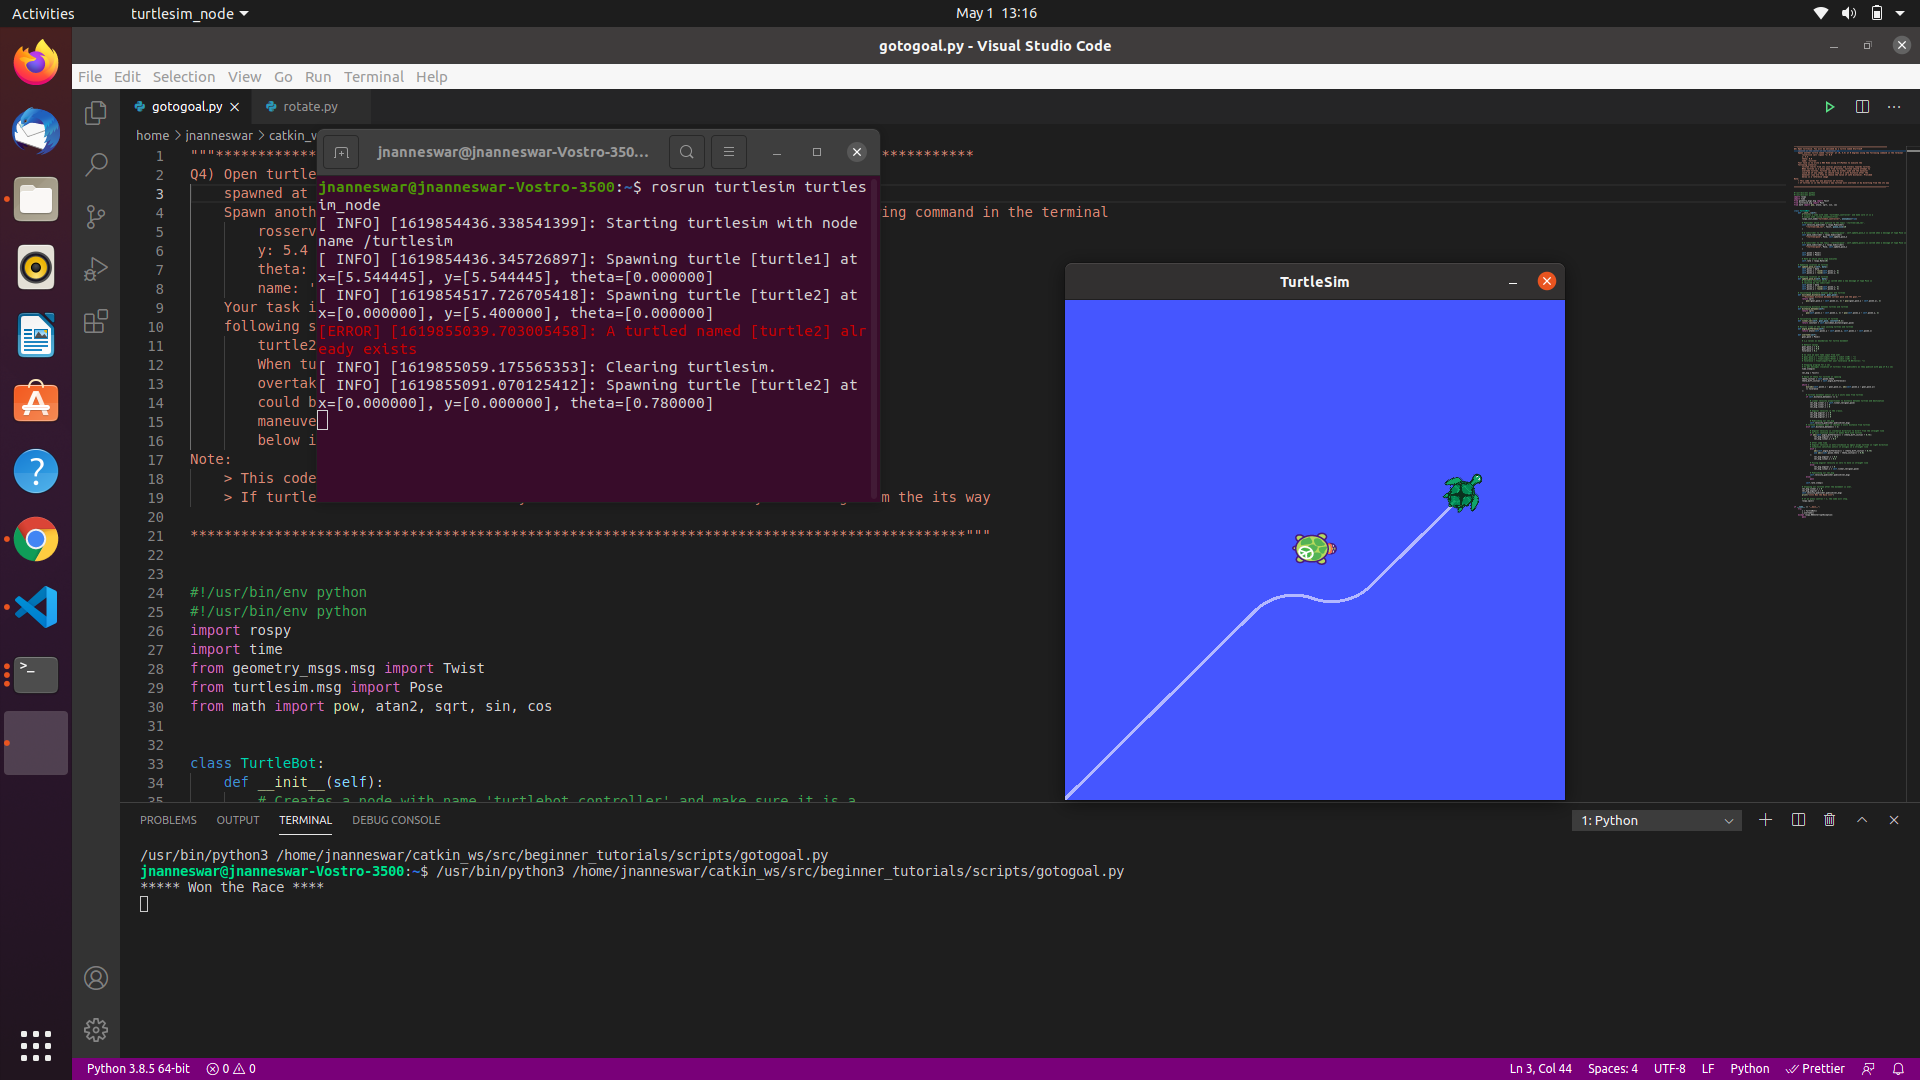 Activities
turtlesim_node
May 1 13:16
gotogoal.py - Visual Studio Code
File Edit Selection View Go Run Terminal Help
gotogoal.py
rotate.py
home > jnanneswar > catkin_w
jnanneswar@jnanneswar-Vostro-350...
jnanneswar@jnanneswar-Vostro-3500:~$ rosrun turtlesim turtles
im_node
[ INFO] [1619854436.338541399]: Starting turtlesim with node
name /turtlesim
[ INFO] [1619854436.345726897]: Spawning turtle [turtle1] at
x=[5.544445], y=[5.544445], theta=[0.000000]
[ INFO] [1619854517.726705418]: Spawning turtle [turtle2] at
x=[0.000000], y=[5.400000], theta=[0.000000]
[ERROR] [1619855039.703005458]: A turtled named [turtle2] alr
eady exists
[ INFO] [1619855059.175565353]: Clearing turtlesim.
[ INFO] [1619855091.070125412]: Spawning turtle [turtle2] at
x=[0.000000], y=[0.000000], theta=[0.780000]
1 """***************
2 Q4) Open turtle
3 spawned at
4 Spawn anoth ing command in the terminal
5 rosserv
6 y: 5.4
7 theta:
8 name: '
9 Your task i
10 following s
11 turtle2
12 When tu
13 overtak
14 could b
15 maneuve
16 below i
17 Note:
18 > This code
19 > If turtle m the its way
20
21 ********************************************************************************************"""
22
23
24 #!/usr/bin/env python
25 #!/usr/bin/env python
26 import rospy
27 import time
28 from geometry_msgs.msg import Twist
29 from turtlesim.msg import Pose
30 from math import pow, atan2, sqrt, sin, cos
31
32
33 class TurtleBot:
34 def __init__(self):
35 # Creates a node with name 'turtlebot_controller' and make sure it is a
TurtleSim
PROBLEMS OUTPUT TERMINAL DEBUG CONSOLE
1: Python
/usr/bin/python3 /home/jnanneswar/catkin_ws/src/beginner_tutorials/scripts/gotogoal.py
jnanneswar@jnanneswar-Vostro-3500:~$ /usr/bin/python3 /home/jnanneswar/catkin_ws/src/beginner_tutorials/scripts/gotogoal.py
***** Won the Race ****
Python 3.8.5 64-bit 0 0 Ln 3, Col 44 Spaces: 4 UTF-8 LF Python Prettier